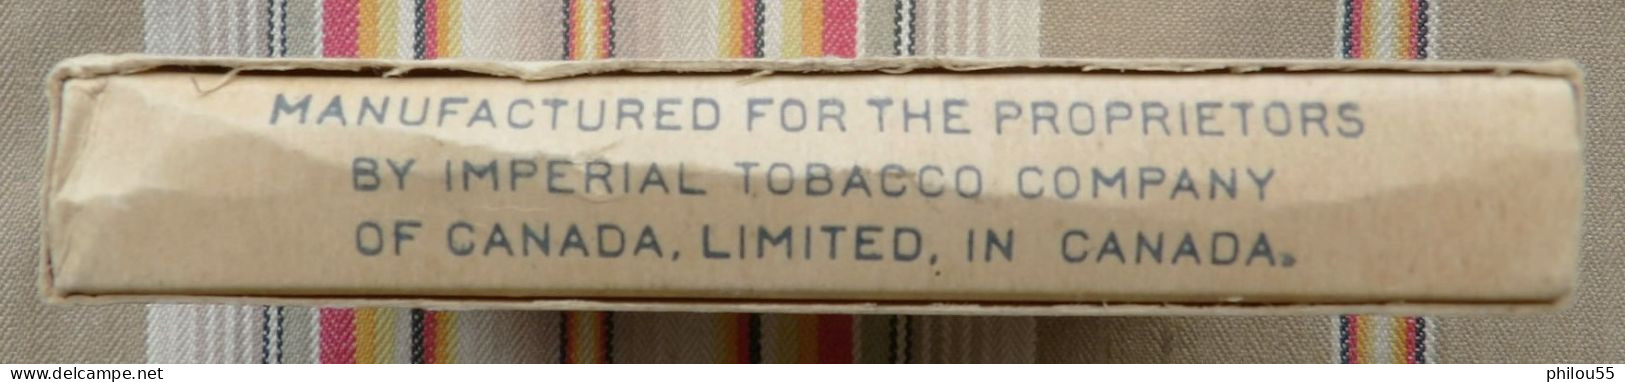 MANUFACTURED FOR THE PROPRIETORS
BY IMPERIAL TOBACCO COMPANY
OF CANADA, LIMITED, IN CANADA.
www.delcampe.net
philou55